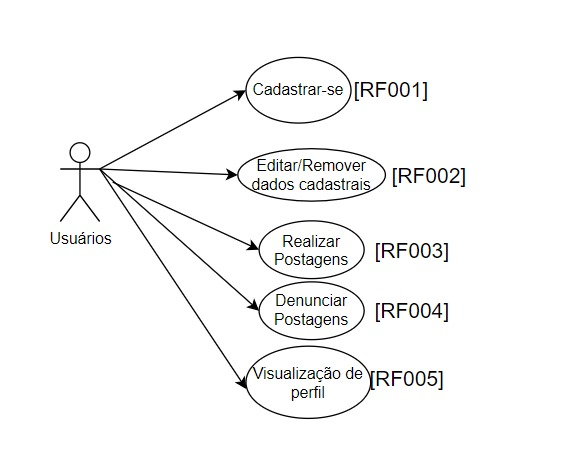 Cadastrar-se [RF001]
Editar/Remover
dados cadastrais
[RF002]
Usuários
Realizar
Postagens
[RF003]
Denunciar
Postagens
[RF004]
Visualização de
perfil
[RF005]